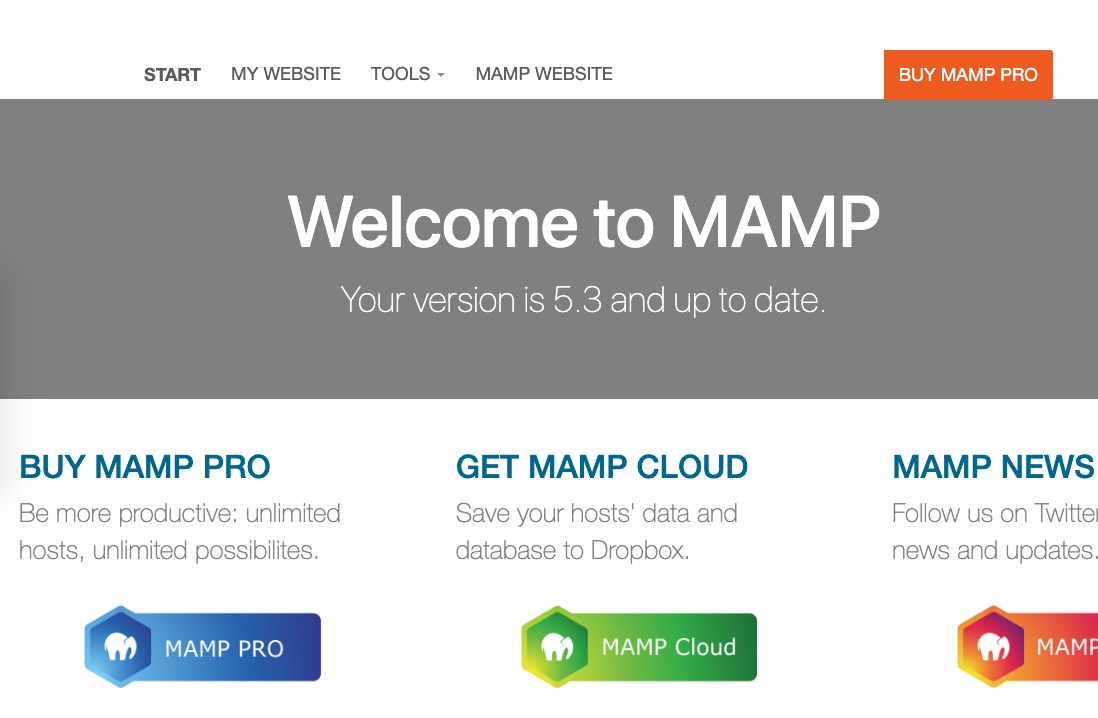 START MY WEBSITE TOOLS MAMP WEBSITE BUY MAMP PRO
Welcome to MAMP
Your version is 5.3 and up to date.
BUY MAMP PRO
Be more productive: unlimited
hosts, unlimited possibilites.
MAMP PRO
GET MAMP CLOUD
Save your hosts' data and
database to Dropbox.
MAMP Cloud
MAMP NEWS
Follow us on Twitter
news and updates.
MAMP